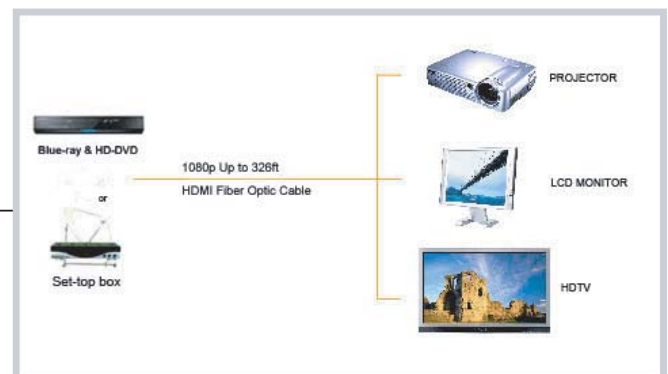 Blue-ray & HD-DVD
or
Set-top box
1080p Up to 326ft
HDMI Fiber Optic Cable
PROJECTOR
LCD MONITOR
HDTV